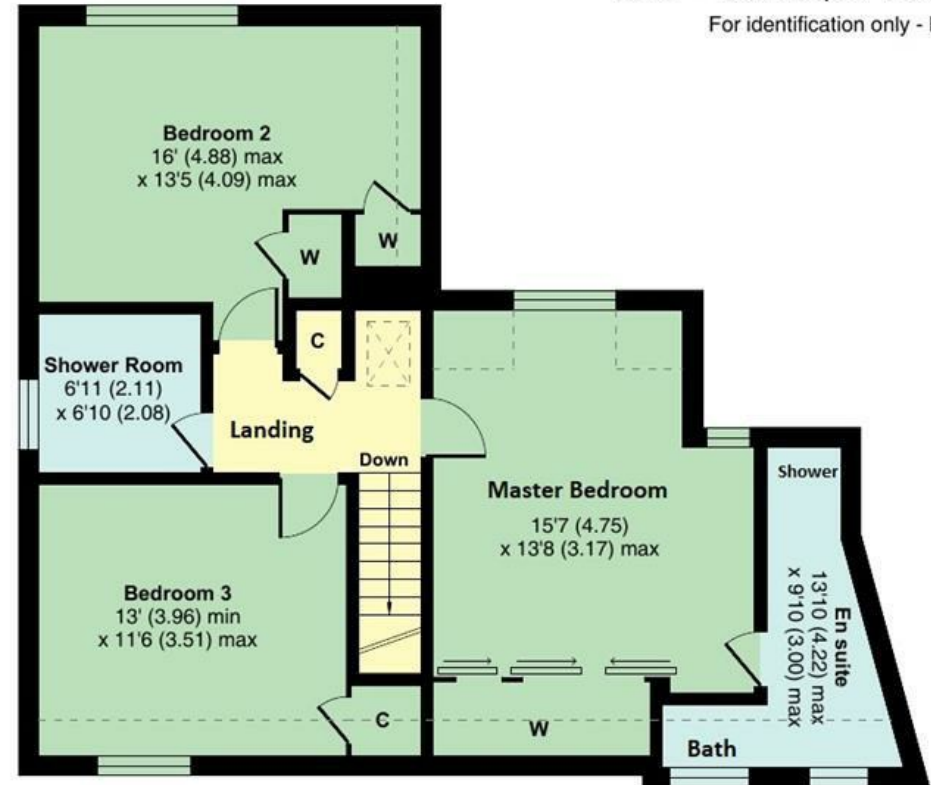 For identification only -
Bedroom 2
16' (4.88) max
x 13'5 (4.09) max
W
W
C
Shower Room
6'11 (2.11)
x 6'10 (2.08)
Landing
Down
Master Bedroom
15'7 (4.75)
x 13'8 (3.17) max
Shower
En suite
13'10 (4.22) max
x 9'10 (3.00) max
Bedroom 3
13' (3.96) min
x 11'6 (3.51) max
C
W
Bath